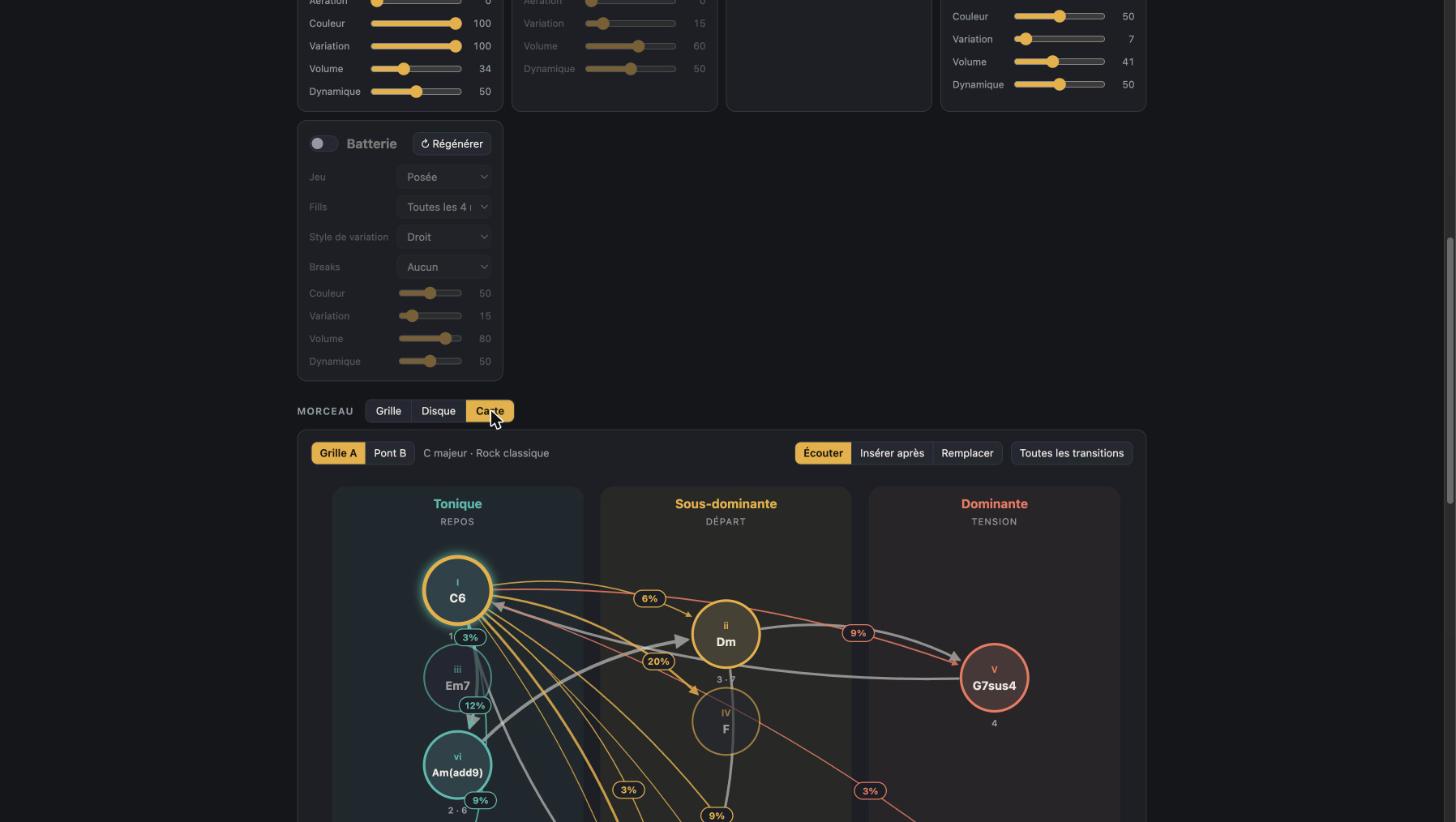 Aération 0
Couleur 100
Variation 100
Volume 34
Dynamique 50
Aération 0
Variation 15
Volume 60
Dynamique 50
Couleur 50
Variation 7
Volume 41
Dynamique 50
Batterie ↻ Régénérer
Jeu Posée
Fills Toutes les 4
Style de variation Droit
Breaks Aucun
Couleur 50
Variation 15
Volume 80
Dynamique 50
MORCEAU Grille Disque Carte
Grille A Pont B C majeur · Rock classique Écouter Insérer après Remplacer Toutes les transitions
Tonique Sous-dominante Dominante
REPOS DÉPART TENSION
I
C6
6%
ii
Dm
9%
3%
20%
iii
Em7
V
G7sus4
3 · 7
4
12%
IV
F
vi
Am(add9)
9%
2 · 6
3%
9%
3%